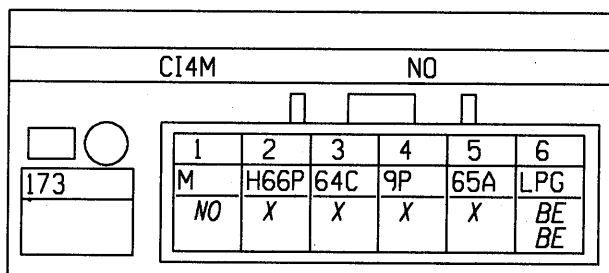 CI4M NO
1 2 3 4 5 6
173 M H66P 64C 9P 65A LPG
NO X X X X BE
BE